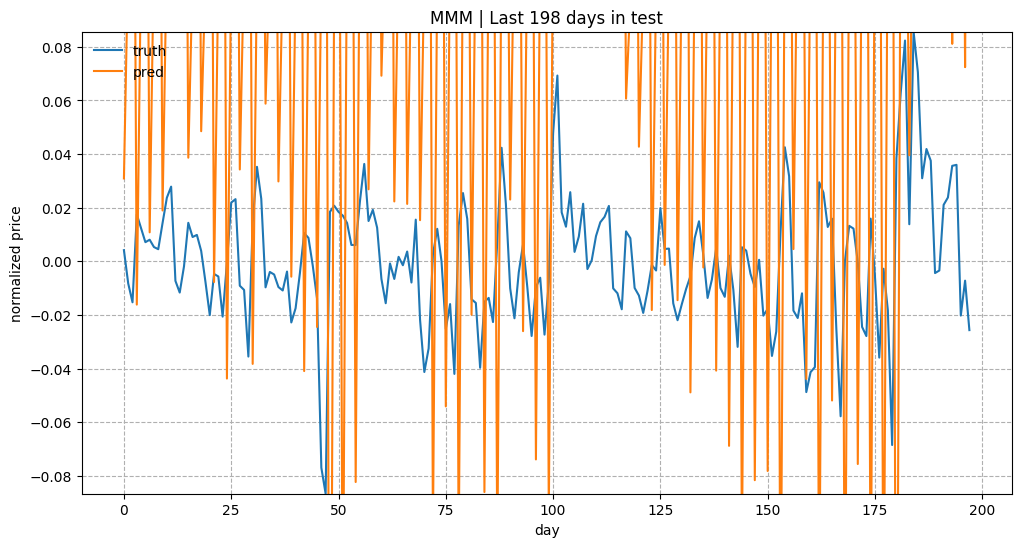 MMM | Last 198 days in test
truth
pred
normalized price
0.08
0.06
0.04
0.02
0.00
−0.02
−0.04
−0.06
−0.08
0 25 50 75 100 125 150 175 200
day